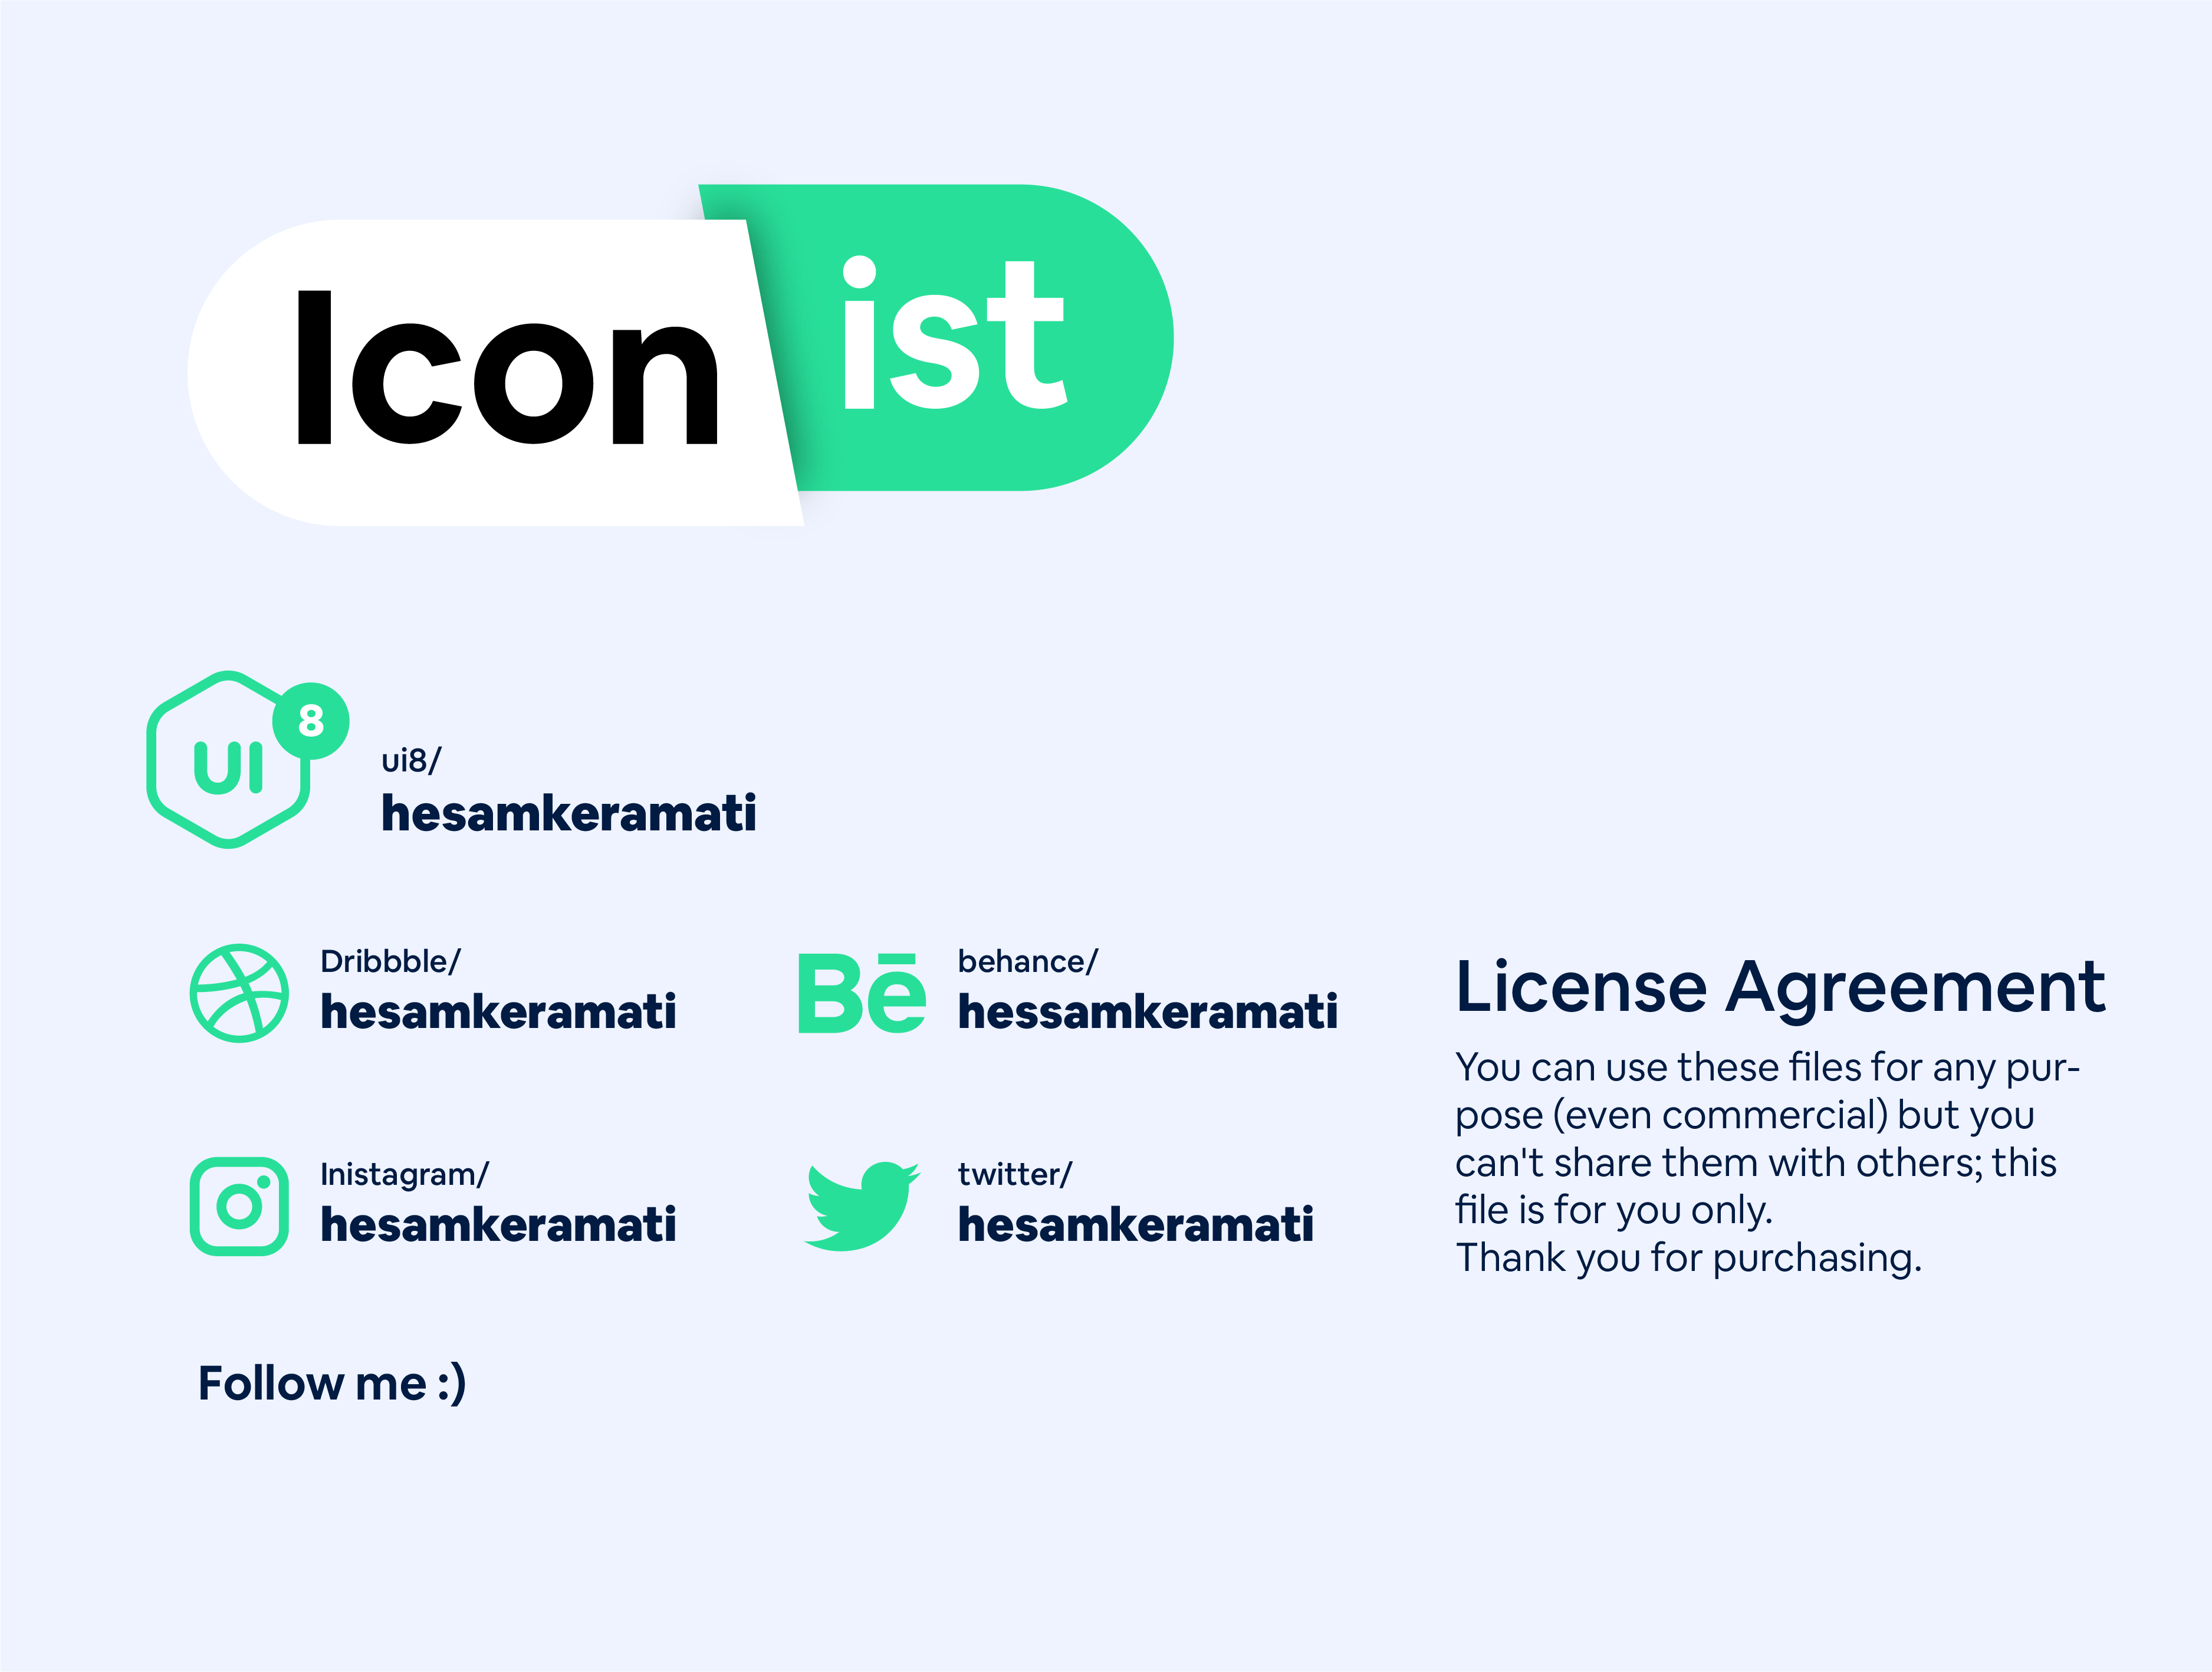 Icon ist
UI 8
ui8/
hesamkeramati
Dribbble/
hesamkeramati
Bē
behance/
hessamkeramati
Inistagram/
hesamkeramati
twitter/
hesamkeramati
Follow me :)
License Agreement
You can use these files for any pur-
pose (even commercial) but you
can't share them with others; this
file is for you only.
Thank you for purchasing.